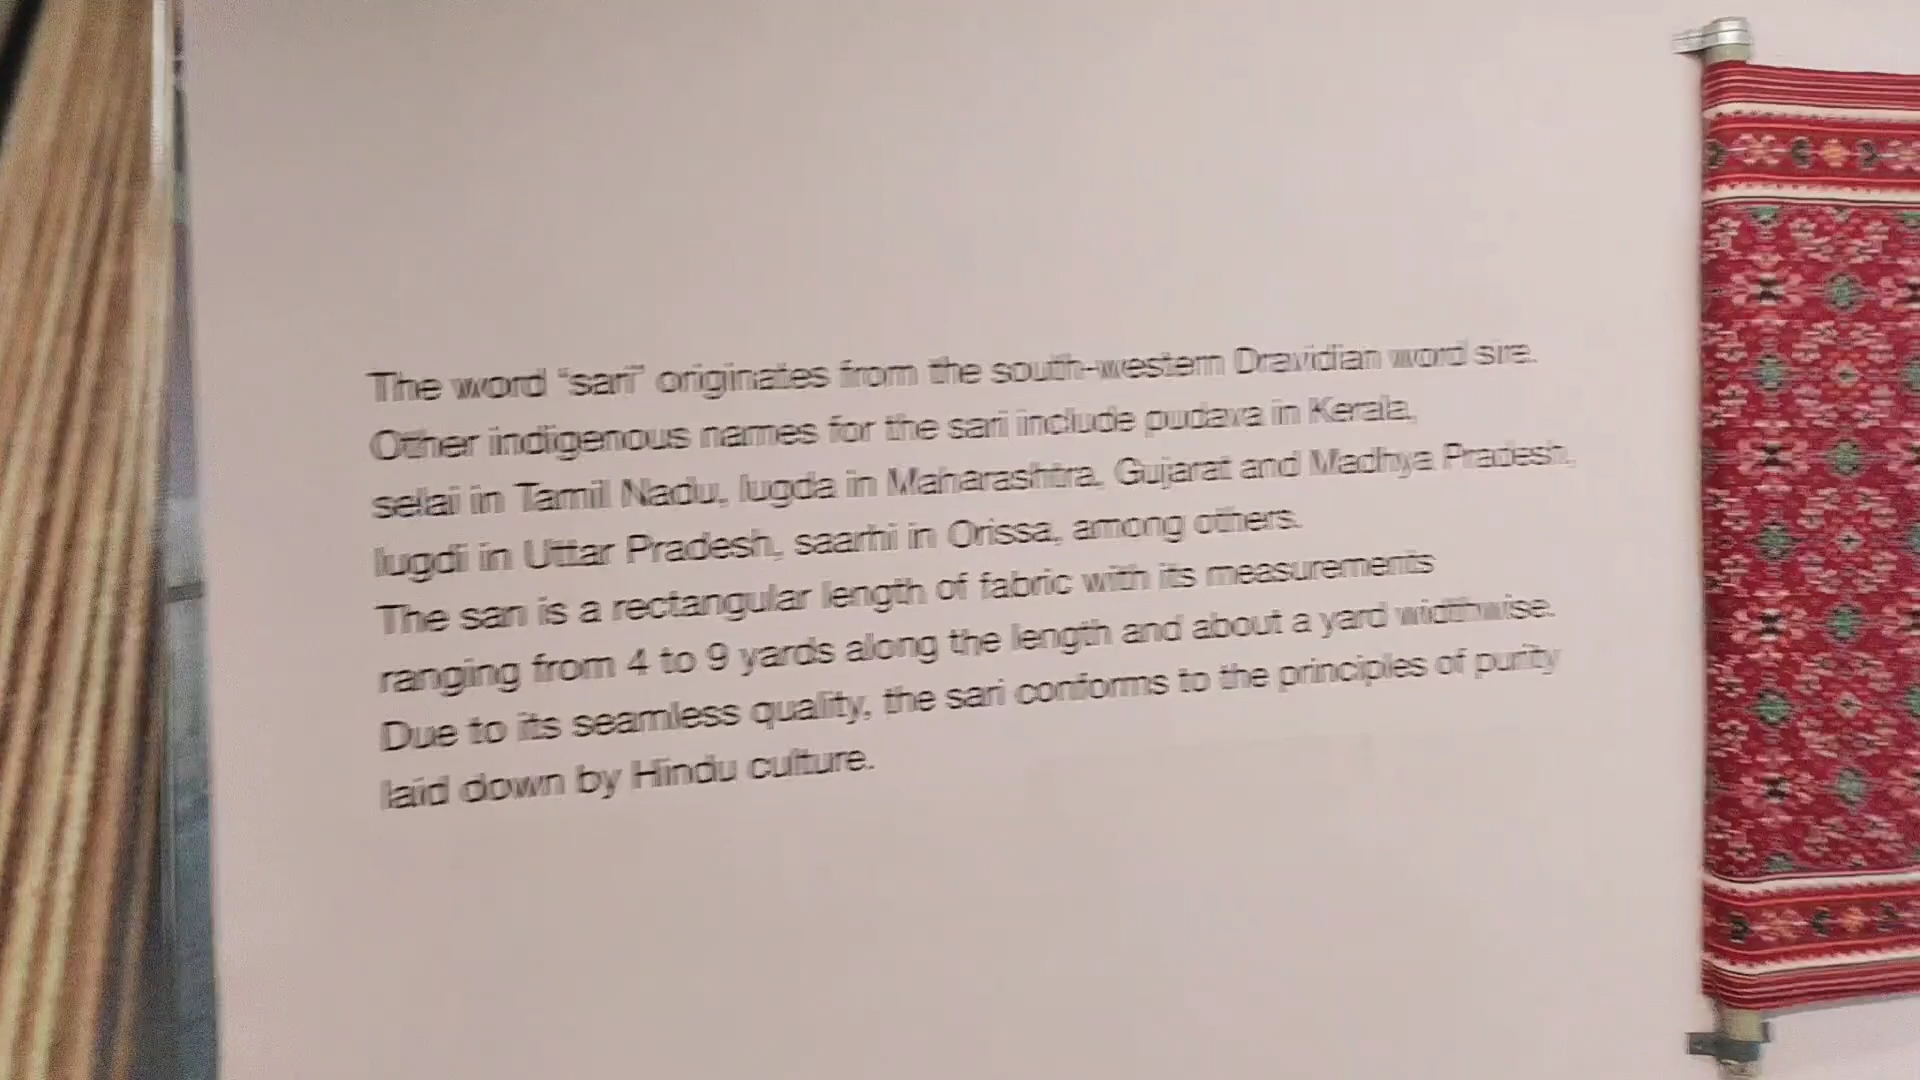 The word "sari" originates from the south-western Dravidian word sire.
Other indigenous names for the sari include pudava in Kerala,
selai in Tamil Nadu, lugda in Maharashtra, Gujarat and Madhya Pradesh,
lugdi in Uttar Pradesh, saarhi in Orissa, among others.
The sari is a rectangular length of fabric with its measurements
ranging from 4 to 9 yards along the length and about a yard widthwise.
Due to its seamless quality, the sari conforms to the principles of purity
laid down by Hindu culture.